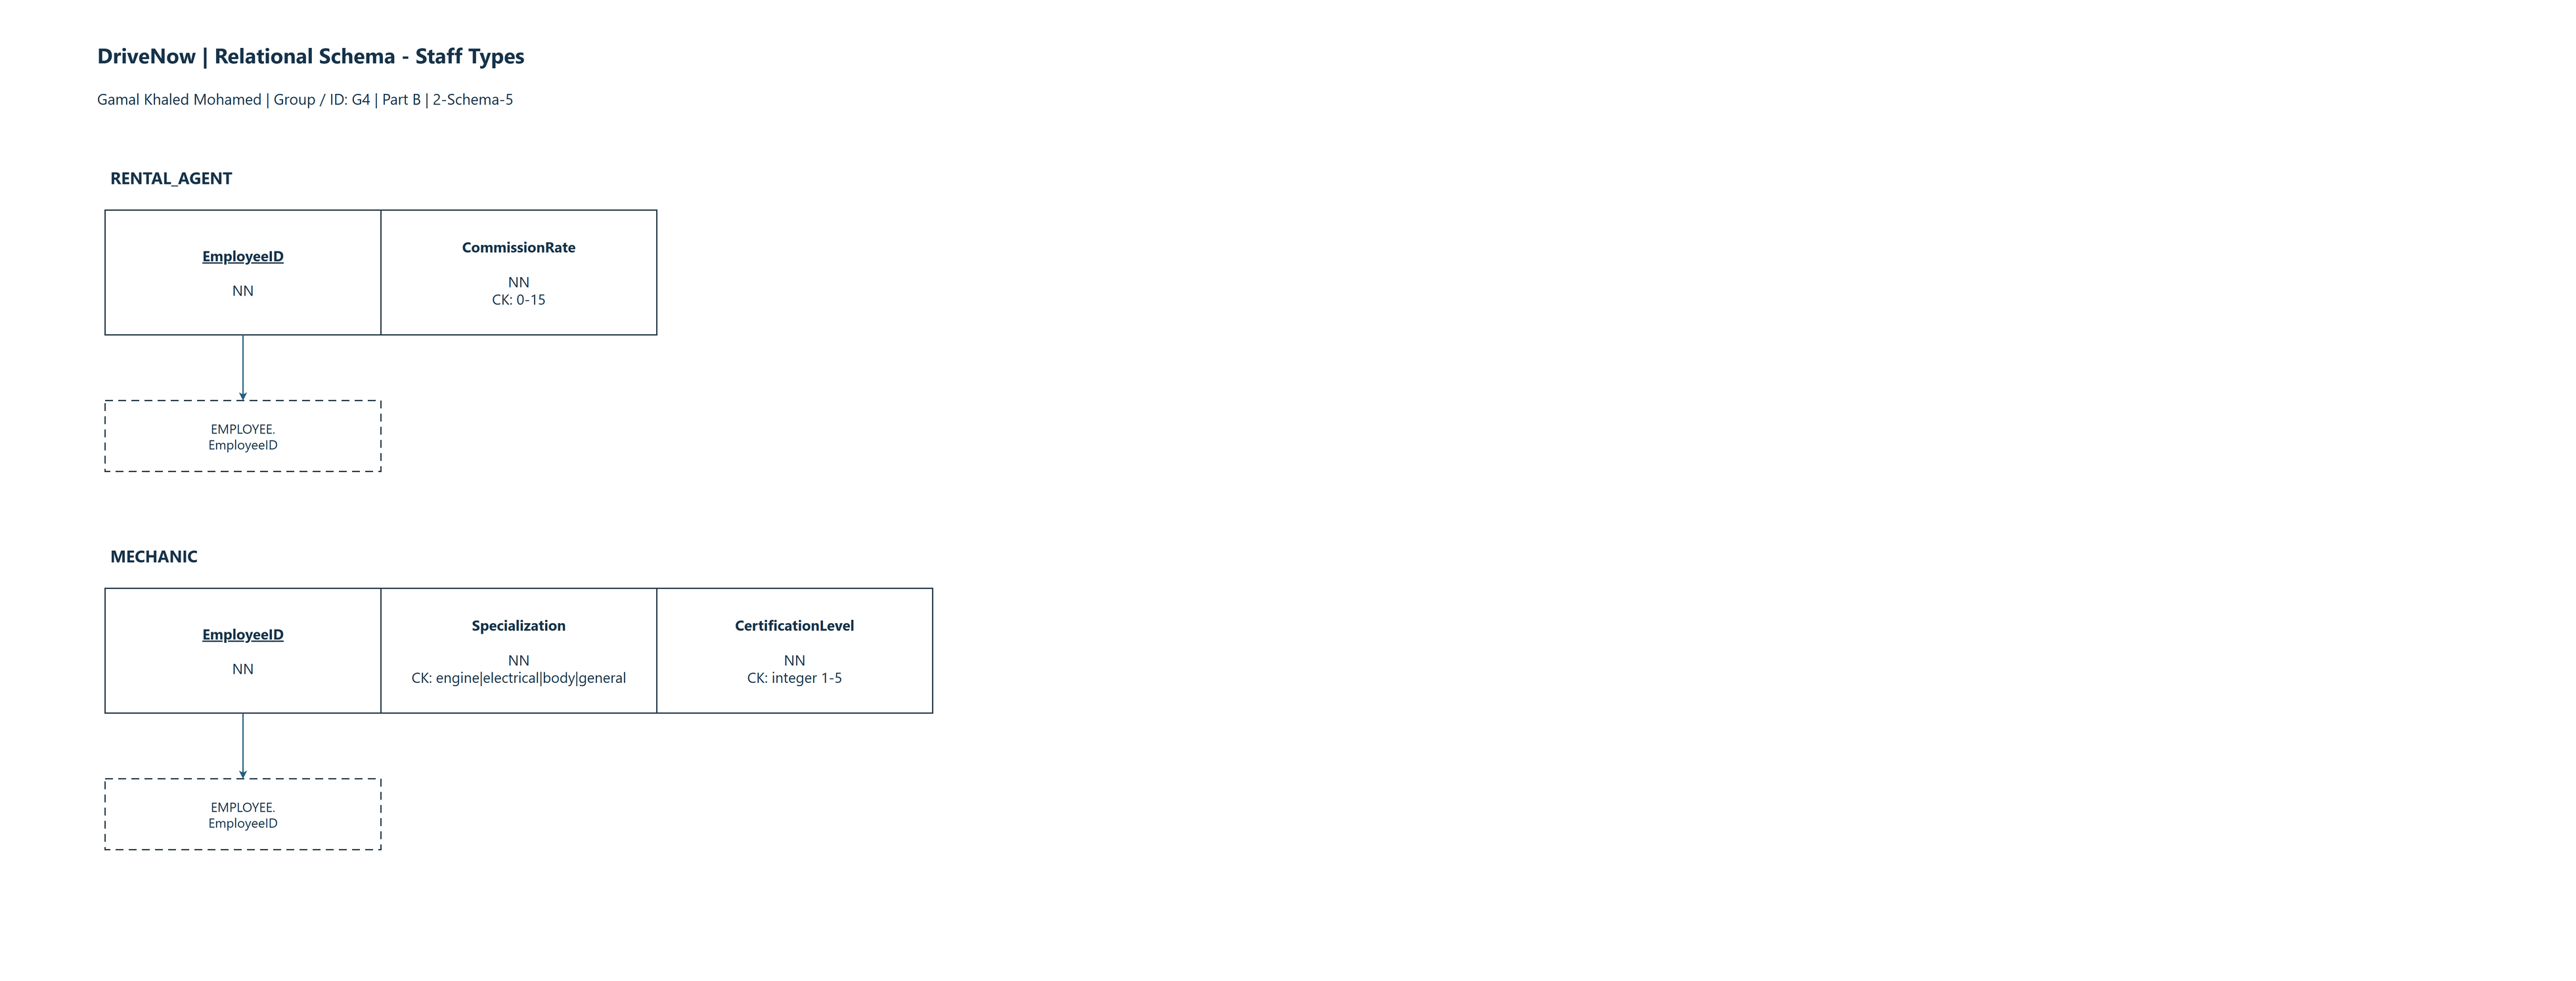 DriveNow | Relational Schema - Staff Types
Gamal Khaled Mohamed | Group / ID: G4 | Part B | 2-Schema-5
RENTAL_AGENT
EmployeeID
NN
CommissionRate
NN
CK: 0-15
EMPLOYEE.
EmployeeID
MECHANIC
EmployeeID
NN
Specialization
NN
CK: engine|electrical|body|general
CertificationLevel
NN
CK: integer 1-5
EMPLOYEE.
EmployeeID